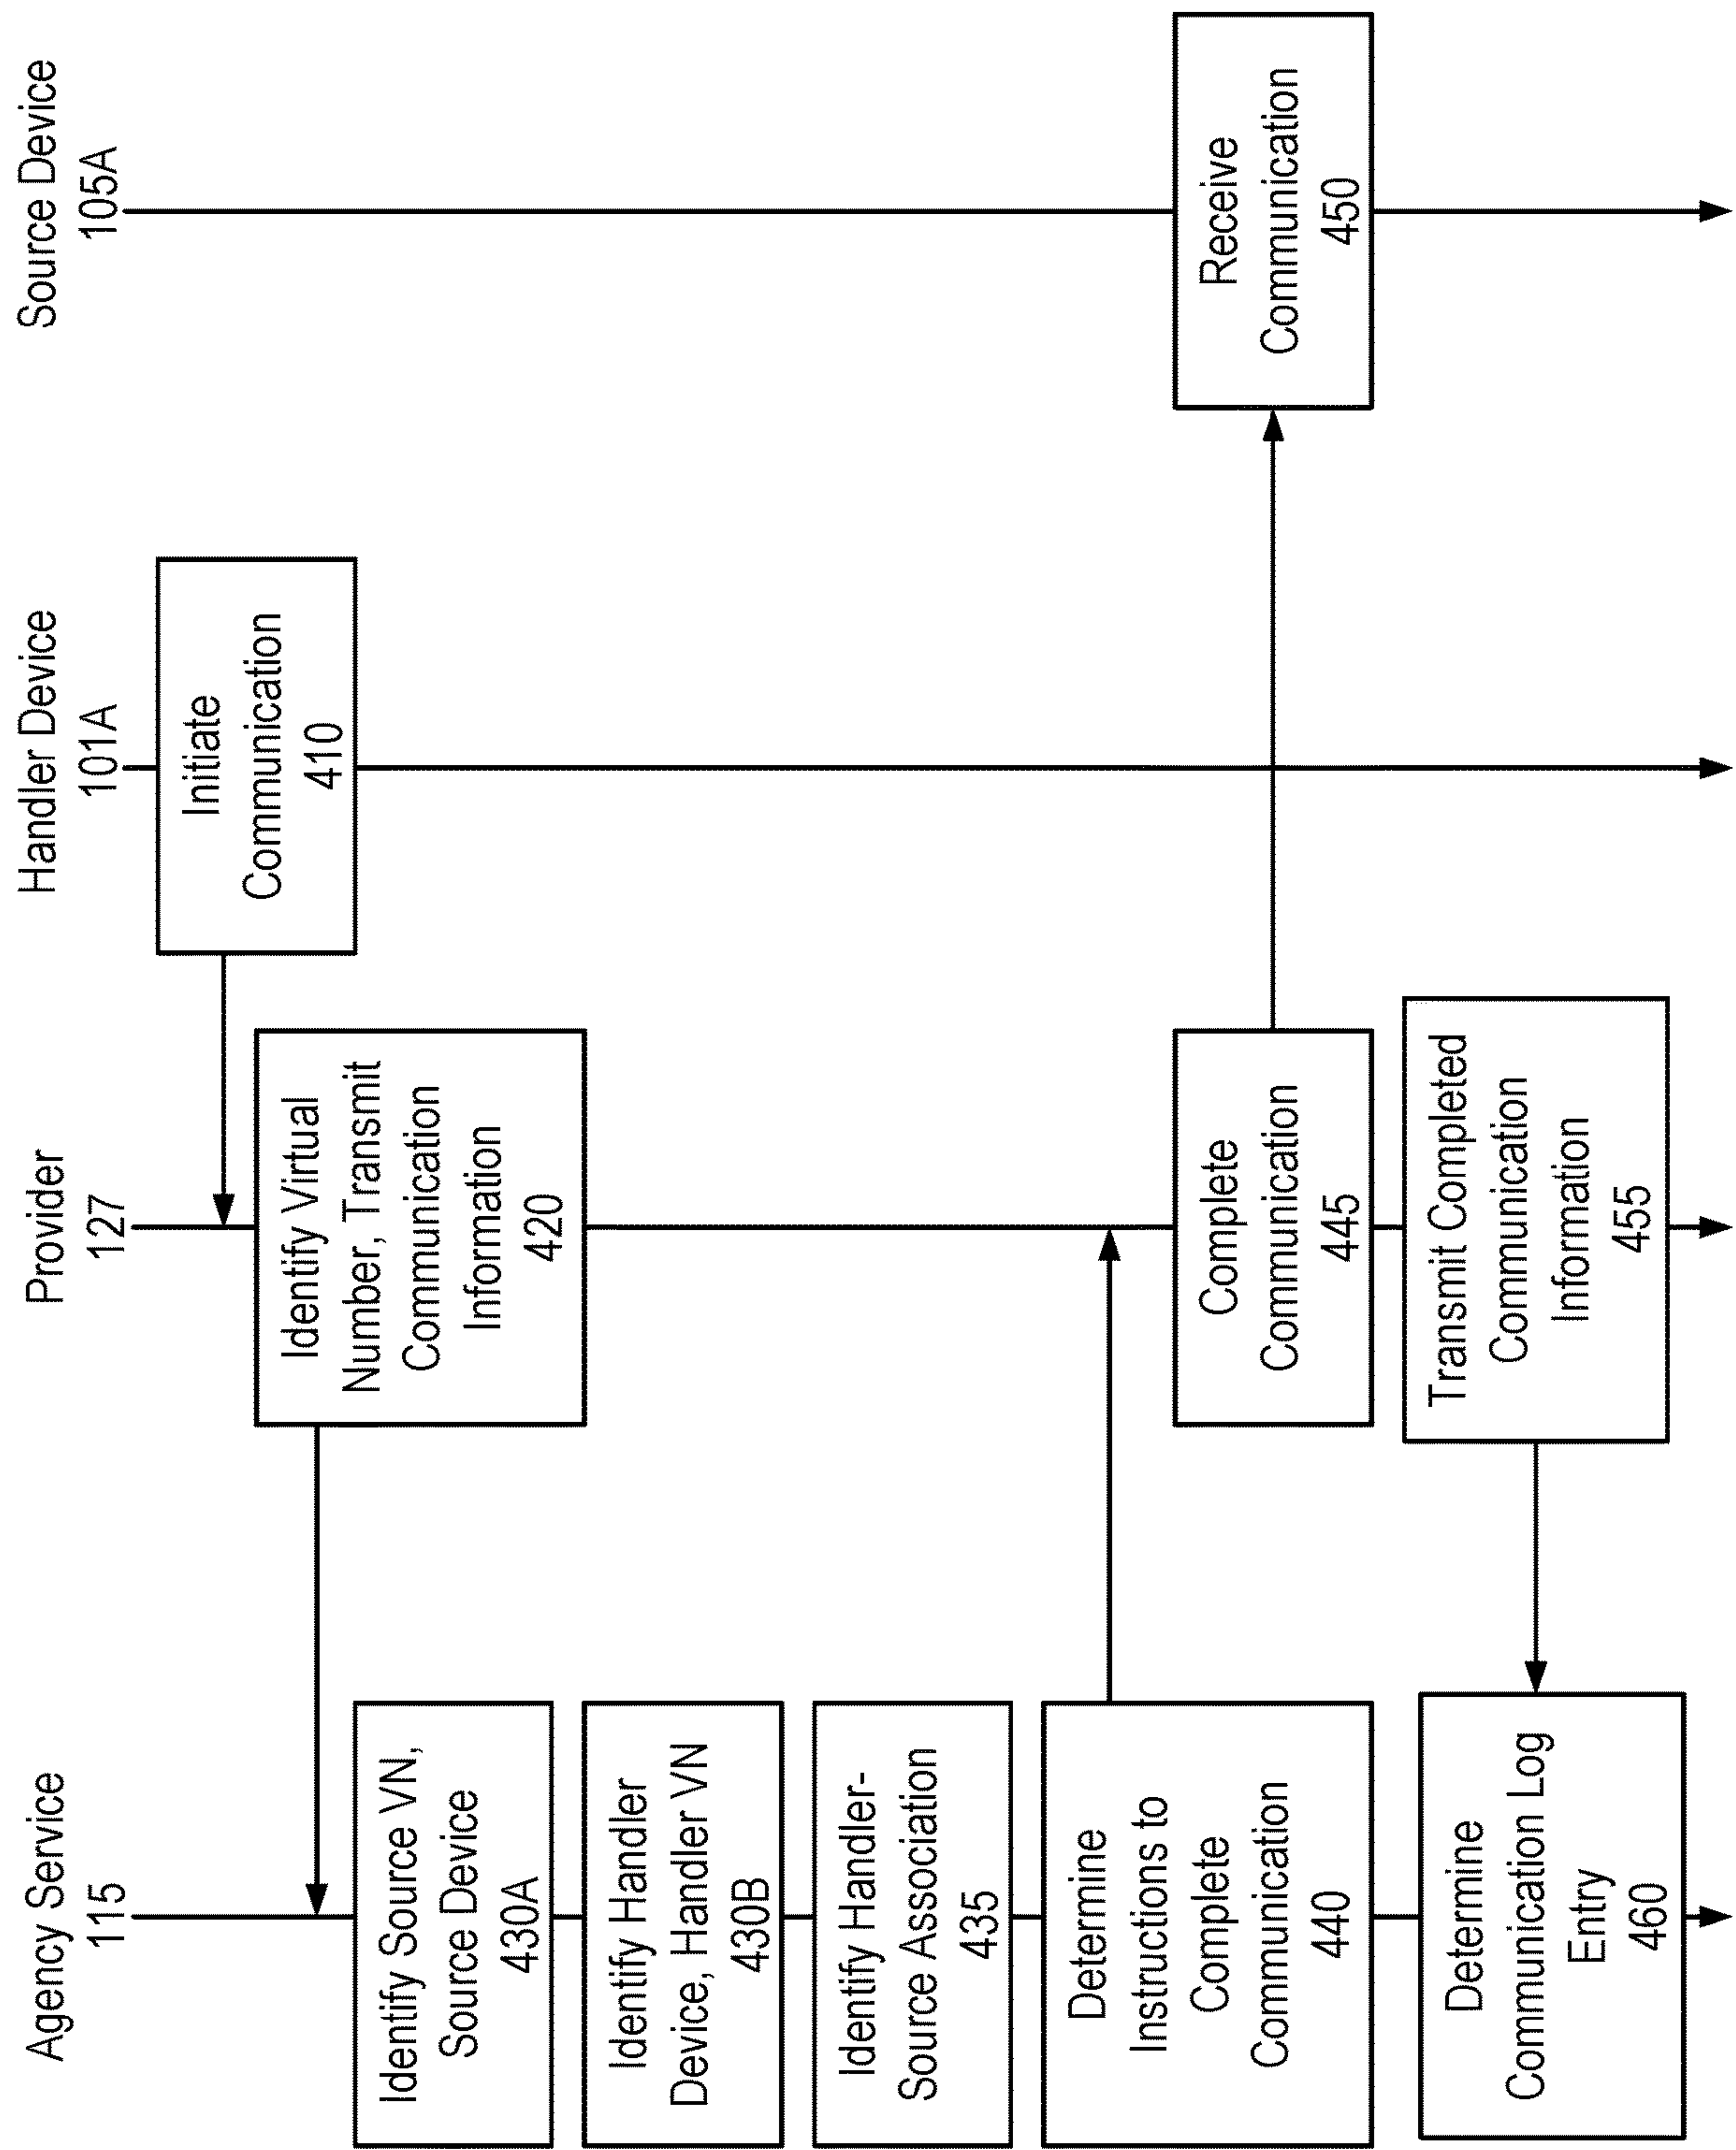 Agency Service
115
Provider
127
Handler Device
101A
Source Device
105A
Initiate
Communication
410
Identify Virtual
Number, Transmit
Communication
Information
420
Identify Source VN,
Source Device
430A
Identify Handler
Device, Handler VN
430B
Identify Handler-
Source Association
435
Determine
Instructions to
Complete
Communication
440
Complete
Communication
445
Receive
Communication
450
Transmit Completed
Communication
Information
455
Determine
Communication Log
Entry
460